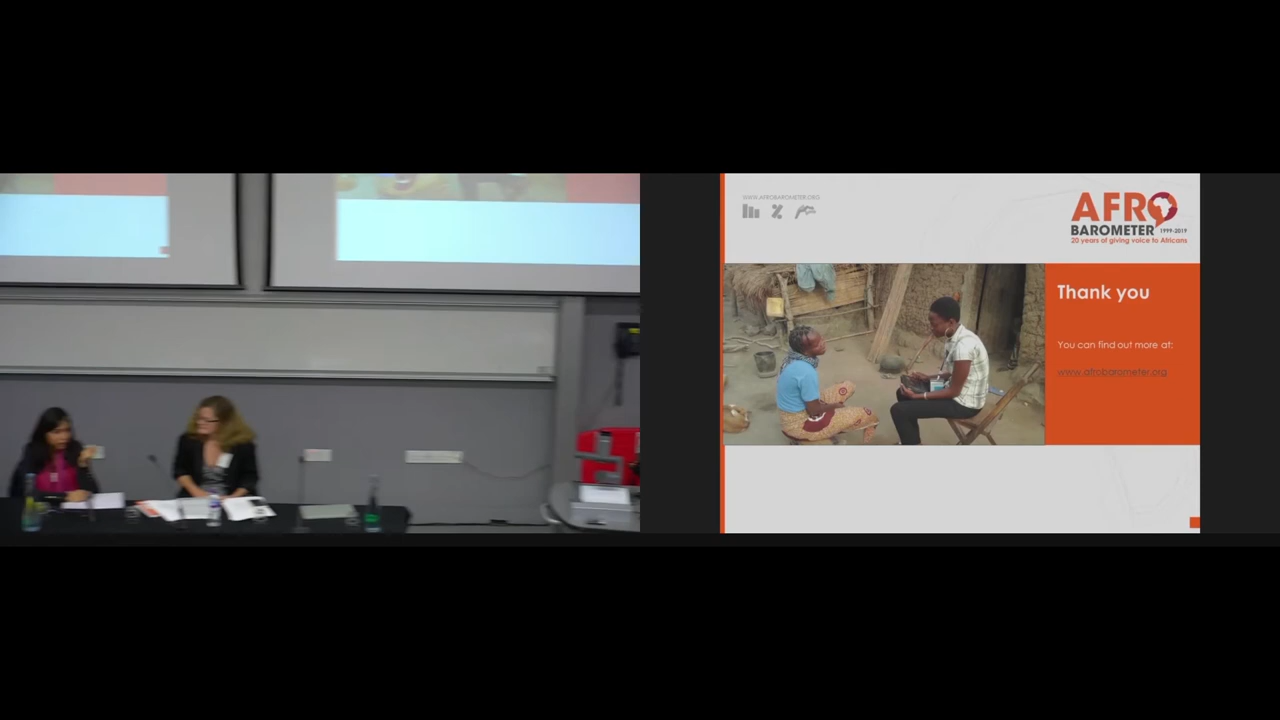 WWW.AFROBAROMETER.ORG
AFRO
BAROMETER 1999-2019
20 years of giving voice to Africans
Thank you
You can find out more at:
www.afrobarometer.org